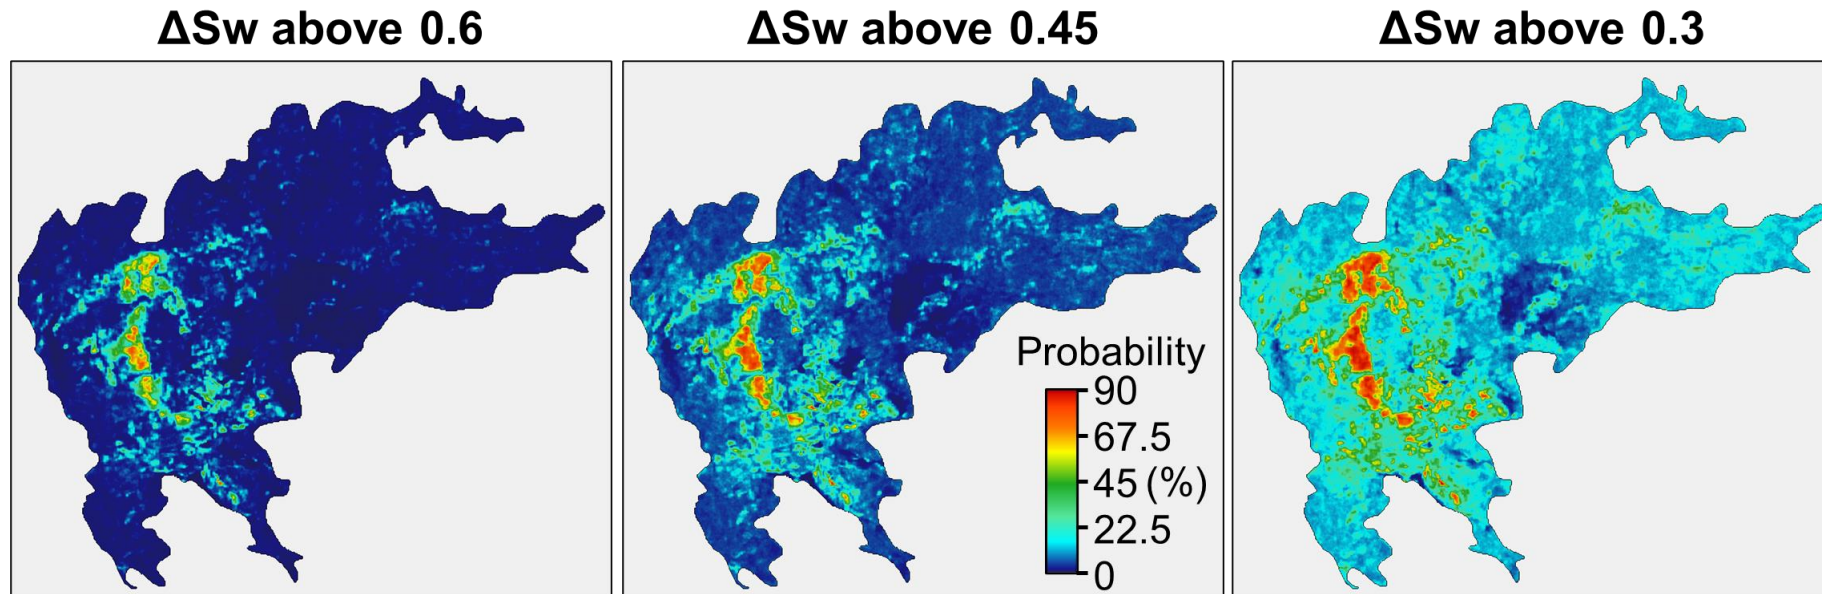 ΔSw above 0.6
ΔSw above 0.45
ΔSw above 0.3
Probability
90
67.5
45 (%)
22.5
0